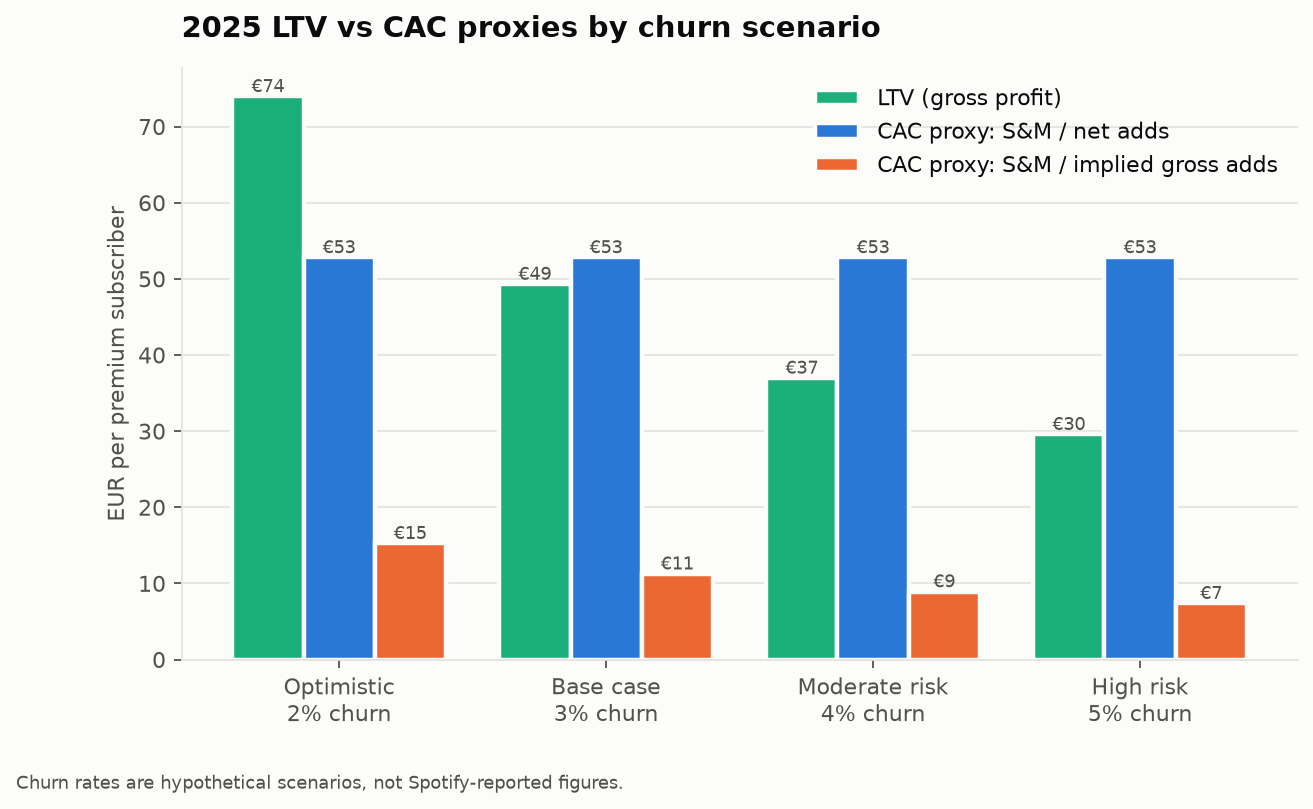 2025 LTV vs CAC proxies by churn scenario
LTV (gross profit)
CAC proxy: S&M / net adds
CAC proxy: S&M / implied gross adds
EUR per premium subscriber
70
60
50
40
30
20
10
0
€74
€53
€15
€49
€53
€11
€37
€53
€9
€30
€53
€7
Optimistic
2% churn
Base case
3% churn
Moderate risk
4% churn
High risk
5% churn
Churn rates are hypothetical scenarios, not Spotify-reported figures.